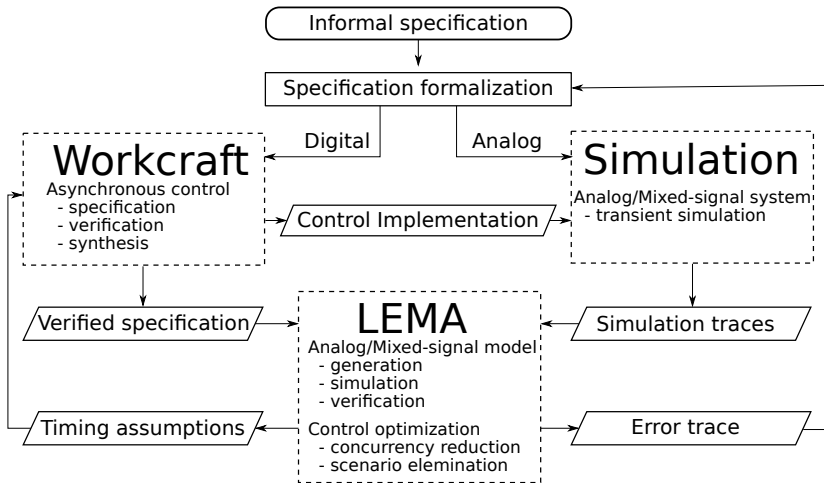 Informal specification
Specification formalization
Digital
Analog
Workcraft
Asynchronous control
- specification
- verification
- synthesis
Control Implementation
Simulation
Analog/Mixed-signal system
- transient simulation
Verified specification
LEMA
Analog/Mixed-signal model
- generation
- simulation
- verification
Control optimization
- concurrency reduction
- scenario elemination
Simulation traces
Timing assumptions
Error trace